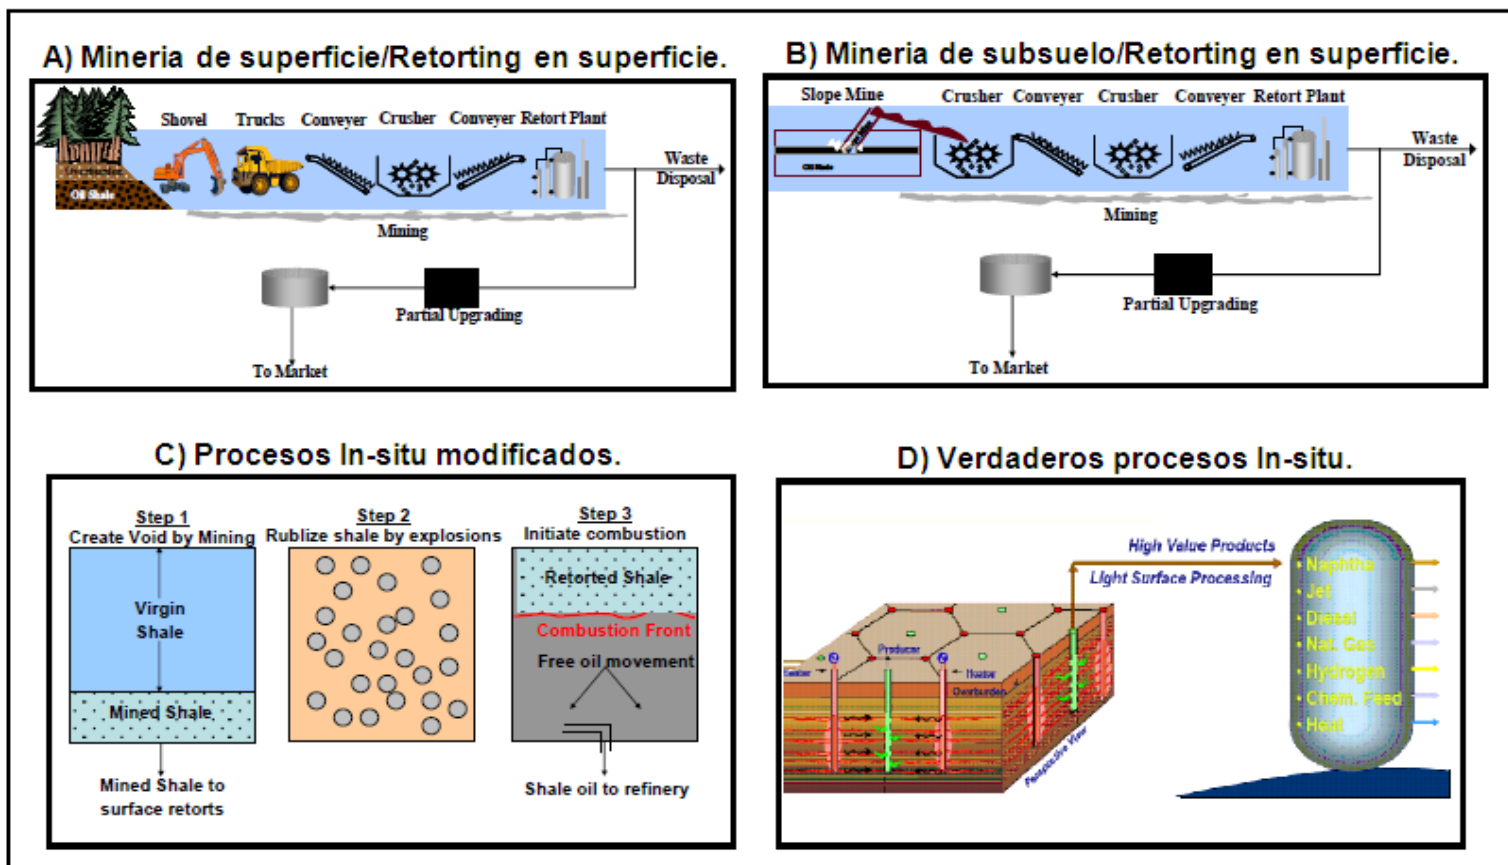 A) Mineria de superficie/Retorting en superficie.
Shovel Trucks Conveyer Crusher Conveyer Retort Plant
Oil Shale
Waste
Disposal
Mining
Partial Upgrading
To Market
B) Mineria de subsuelo/Retorting en superficie.
Slope Mine Crusher Conveyer Crusher Conveyer Retort Plant
Oil Shale
Waste
Disposal
Mining
Partial Upgrading
To Market
C) Procesos In-situ modificados.
Step 1
Create Void by Mining
Virgin
Shale
Mined Shale
Mined Shale to
surface retorts
Step 2
Rublize shale by explosions
Step 3
Initiate combustion
Retorted Shale
Combustion Front
Free oil movement
Shale oil to refinery
D) Verdaderos procesos In-situ.
High Value Products
Light Surface Processing
Producer
Heater
Heater
Overburden
Perspective View
• Naphtha
• Jet
• Diesel
• Nat. Gas
• Hydrogen
• Chem. Feed
• Heat